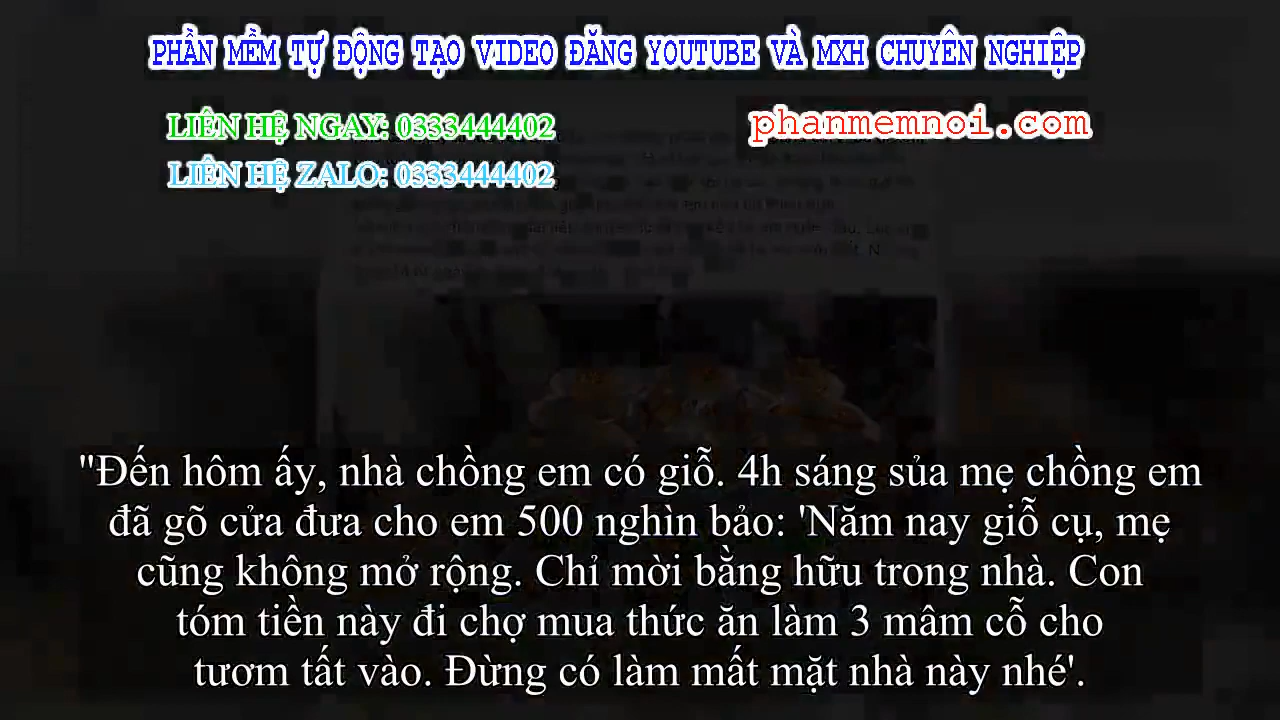 PHẦN MỀM TỰ ĐỘNG TẠO VIDEO ĐĂNG YOUTUBE VÀ MXH CHUYÊN NGHIỆP
LIÊN HỆ NGAY: 0333444402
phanmemnoi.com
LIÊN HỆ ZALO: 0333444402
"Đến hôm ấy, nhà chồng em có giỗ. 4h sáng sủa mẹ chồng em
đã gõ cửa đưa cho em 500 nghìn bảo: 'Năm nay giỗ cụ, mẹ
cũng không mở rộng. Chỉ mời bằng hữu trong nhà. Con
tóm tiền này đi chợ mua thức ăn làm 3 mâm cỗ cho
tươm tất vào. Đừng có làm mất mặt nhà này nhé'.